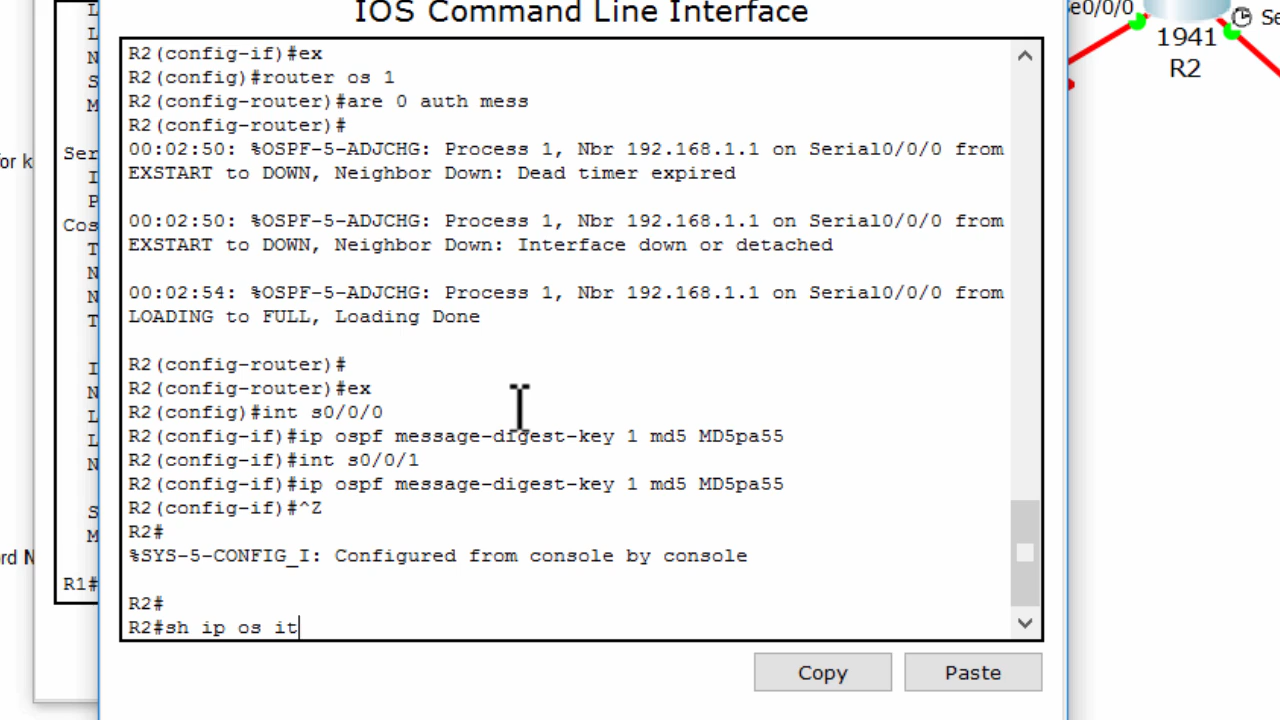 IOS Command Line Interface
R2(config-if)#ex
R2(config)#router os 1
R2(config-router)#are 0 auth mess
R2(config-router)#
00:02:50: %OSPF-5-ADJCHG: Process 1, Nbr 192.168.1.1 on Serial0/0/0 from
EXSTART to DOWN, Neighbor Down: Dead timer expired
00:02:50: %OSPF-5-ADJCHG: Process 1, Nbr 192.168.1.1 on Serial0/0/0 from
EXSTART to DOWN, Neighbor Down: Interface down or detached
00:02:54: %OSPF-5-ADJCHG: Process 1, Nbr 192.168.1.1 on Serial0/0/0 from
LOADING to FULL, Loading Done
R2(config-router)#
R2(config-router)#ex
R2(config)#int s0/0/0
R2(config-if)#ip ospf message-digest-key 1 md5 MD5pa55
R2(config-if)#int s0/0/1
R2(config-if)#ip ospf message-digest-key 1 md5 MD5pa55
R2(config-if)#^Z
R2#
%SYS-5-CONFIG_I: Configured from console by console
R2#
R2#sh ip os it
Copy
Paste
L
L
N
S
M
Ser
I
P
Cos
T
N
N
T
I
N
L
L
N
S
M
R1#
or k
rd N
e0/0/0
Se
1941
R2